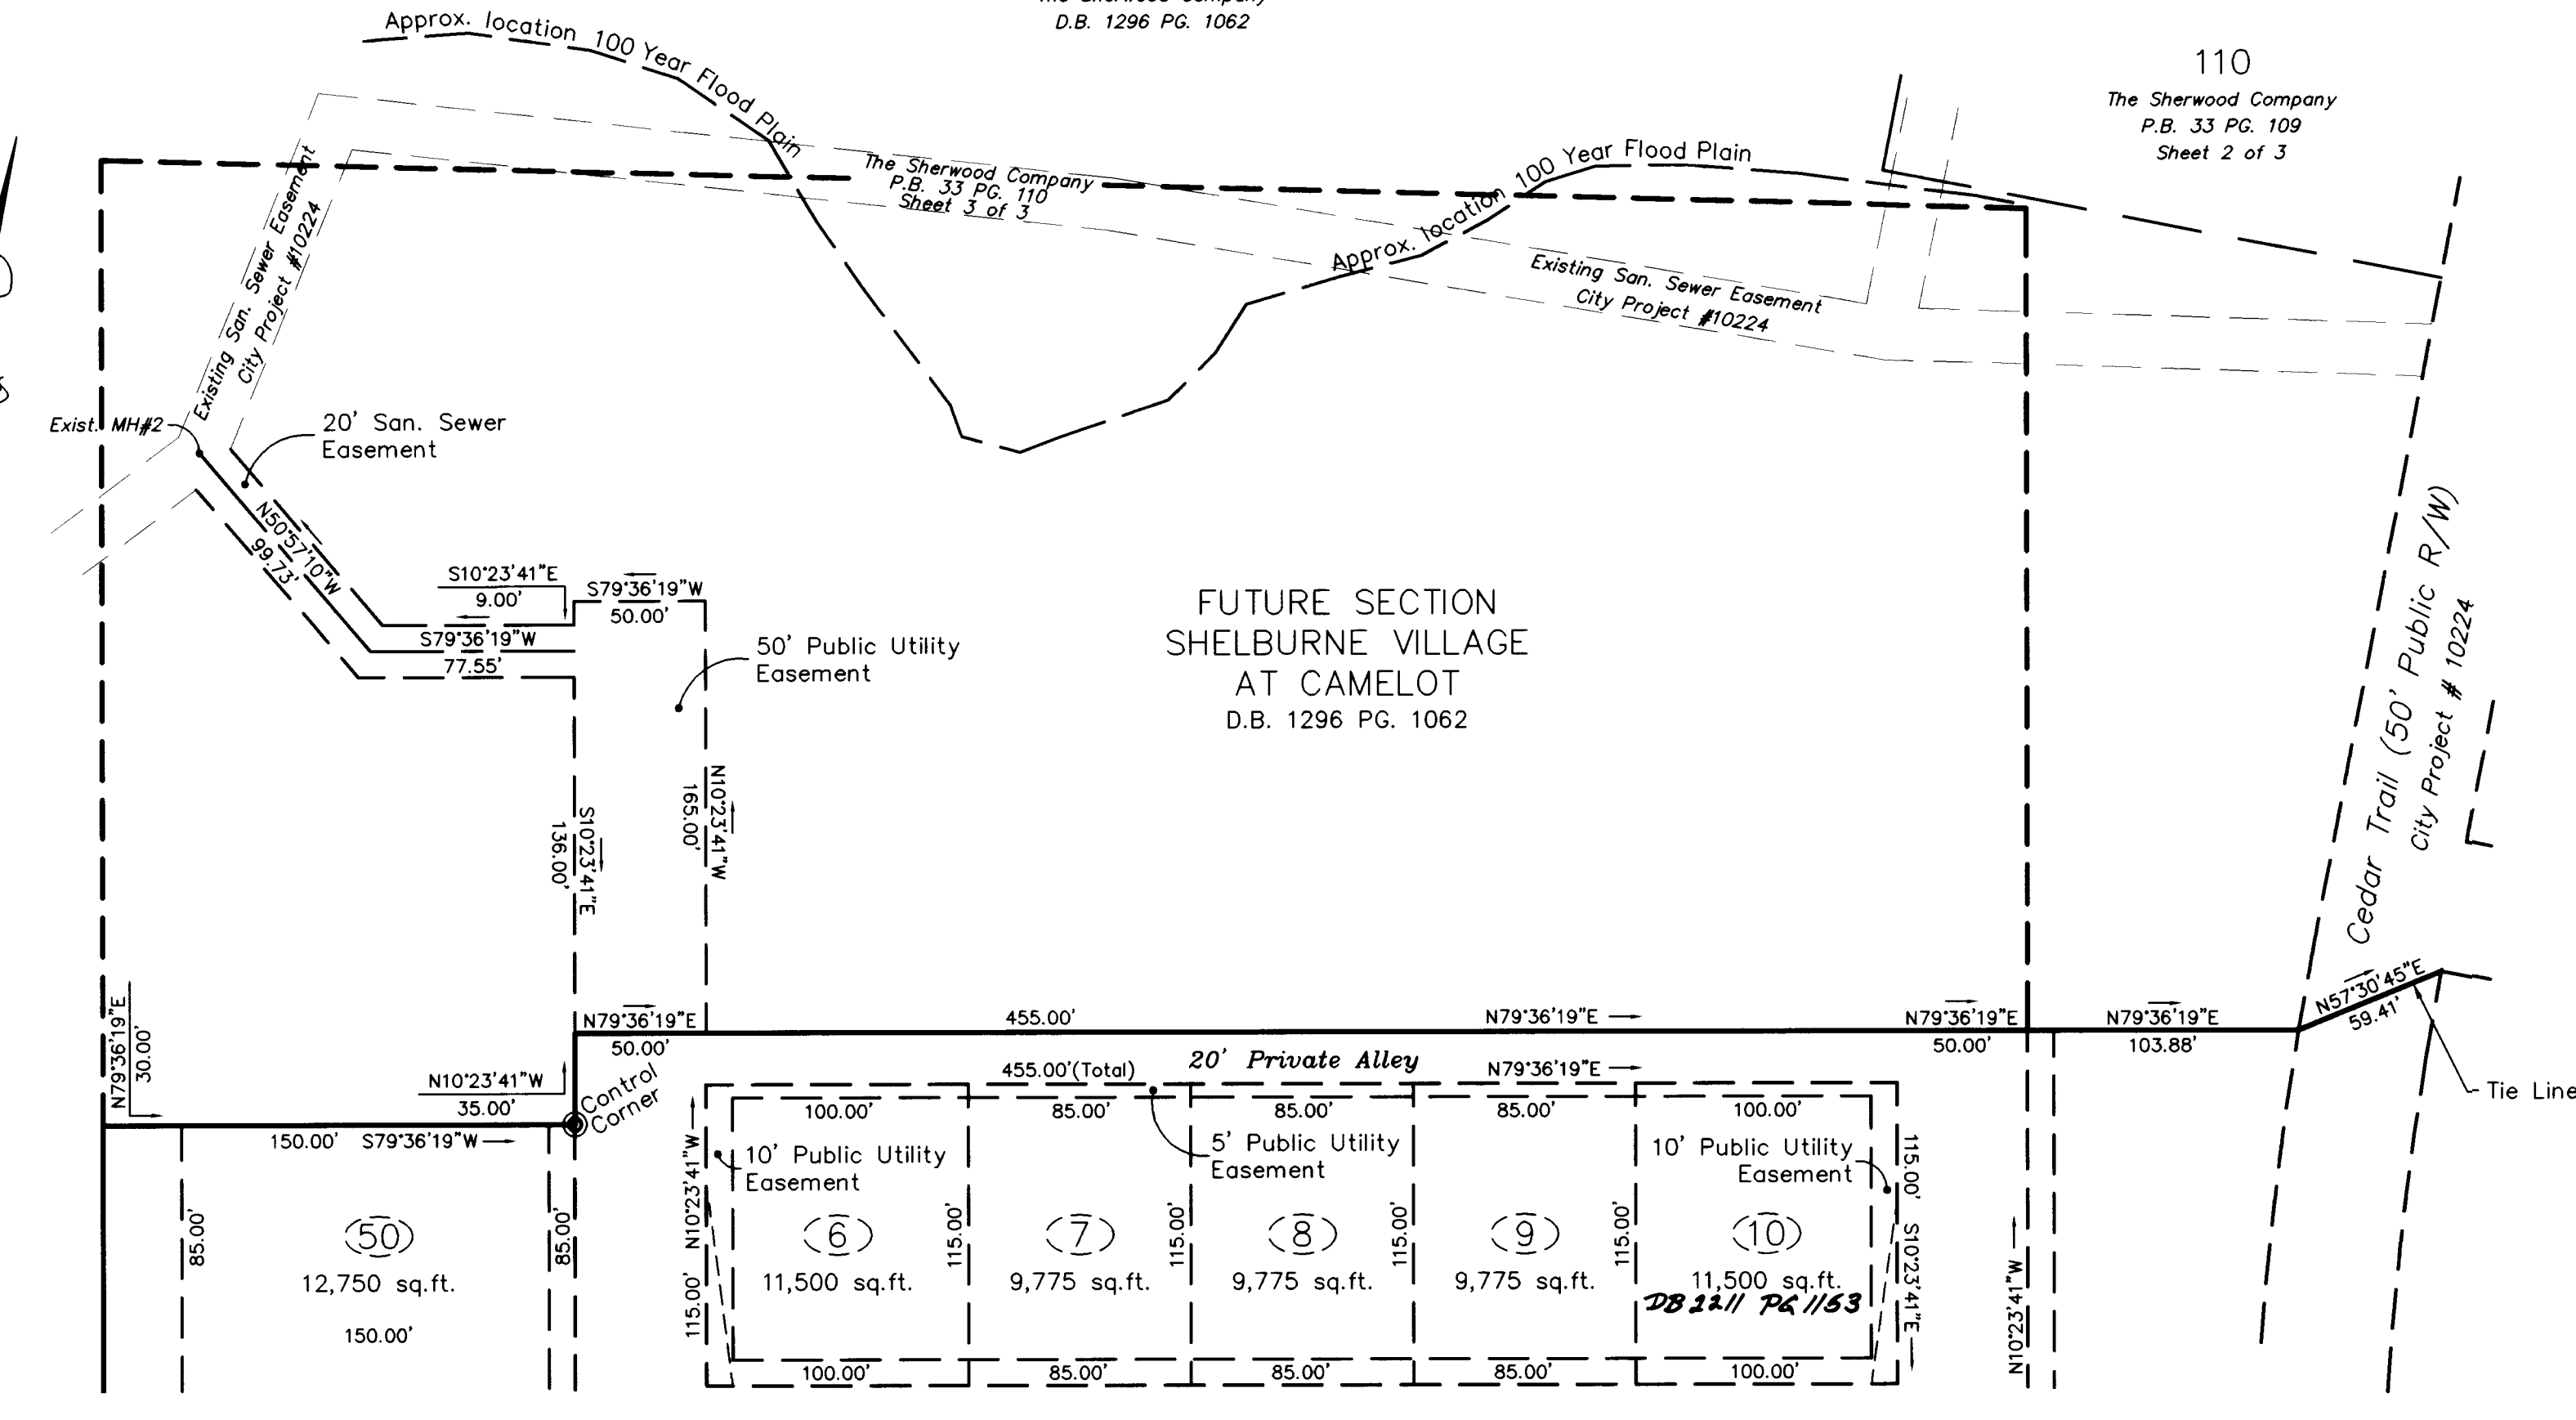 D.B. 1296 PG. 1062
Approx. location 100 Year Flood Plain
110
The Sherwood Company
P.B. 33 PG. 109
Sheet 2 of 3
The Sherwood Company
P.B. 33 PG. 110
Sheet 3 of 3
Approx. location 100 Year Flood Plain
Existing San. Sewer Easement
City Project #10224
Existing San. Sewer Easement
City Project #10224
Exist. MH#2
20' San. Sewer
Easement
N50°57'10"W
99.73'
S10°23'41"E
9.00'
S79°36'19"W
50.00'
S79°36'19"W
77.55'
50' Public Utility
Easement
FUTURE SECTION
SHELBURNE VILLAGE
AT CAMELOT
D.B. 1296 PG. 1062
Cedar Trail (50' Public R/W)
City Project # 10224
N10°23'41"W
165.00'
S10°23'41"E
136.00'
N79°36'19"E
30.00'
N79°36'19"E
50.00'
455.00'
N79°36'19"E
N79°36'19"E
50.00'
N79°36'19"E
103.88'
N57°30'45"E
59.41'
Tie Line
20' Private Alley
455.00'(Total)
N79°36'19"E
N10°23'41"W
35.00'
Control
Corner
150.00'
S79°36'19"W
100.00'
85.00'
85.00'
85.00'
100.00'
10' Public Utility
Easement
5' Public Utility
Easement
10' Public Utility
Easement
85.00'
50
12,750 sq.ft.
150.00'
85.00'
115.00' N10°23'41"W
6
11,500 sq.ft.
115.00'
7
9,775 sq.ft.
115.00'
8
9,775 sq.ft.
115.00'
9
9,775 sq.ft.
115.00'
10
11,500 sq.ft.
DB 2211 PG 1153
115.00' S10°23'41"E
N10°23'41"W
100.00'
85.00'
85.00'
85.00'
100.00'